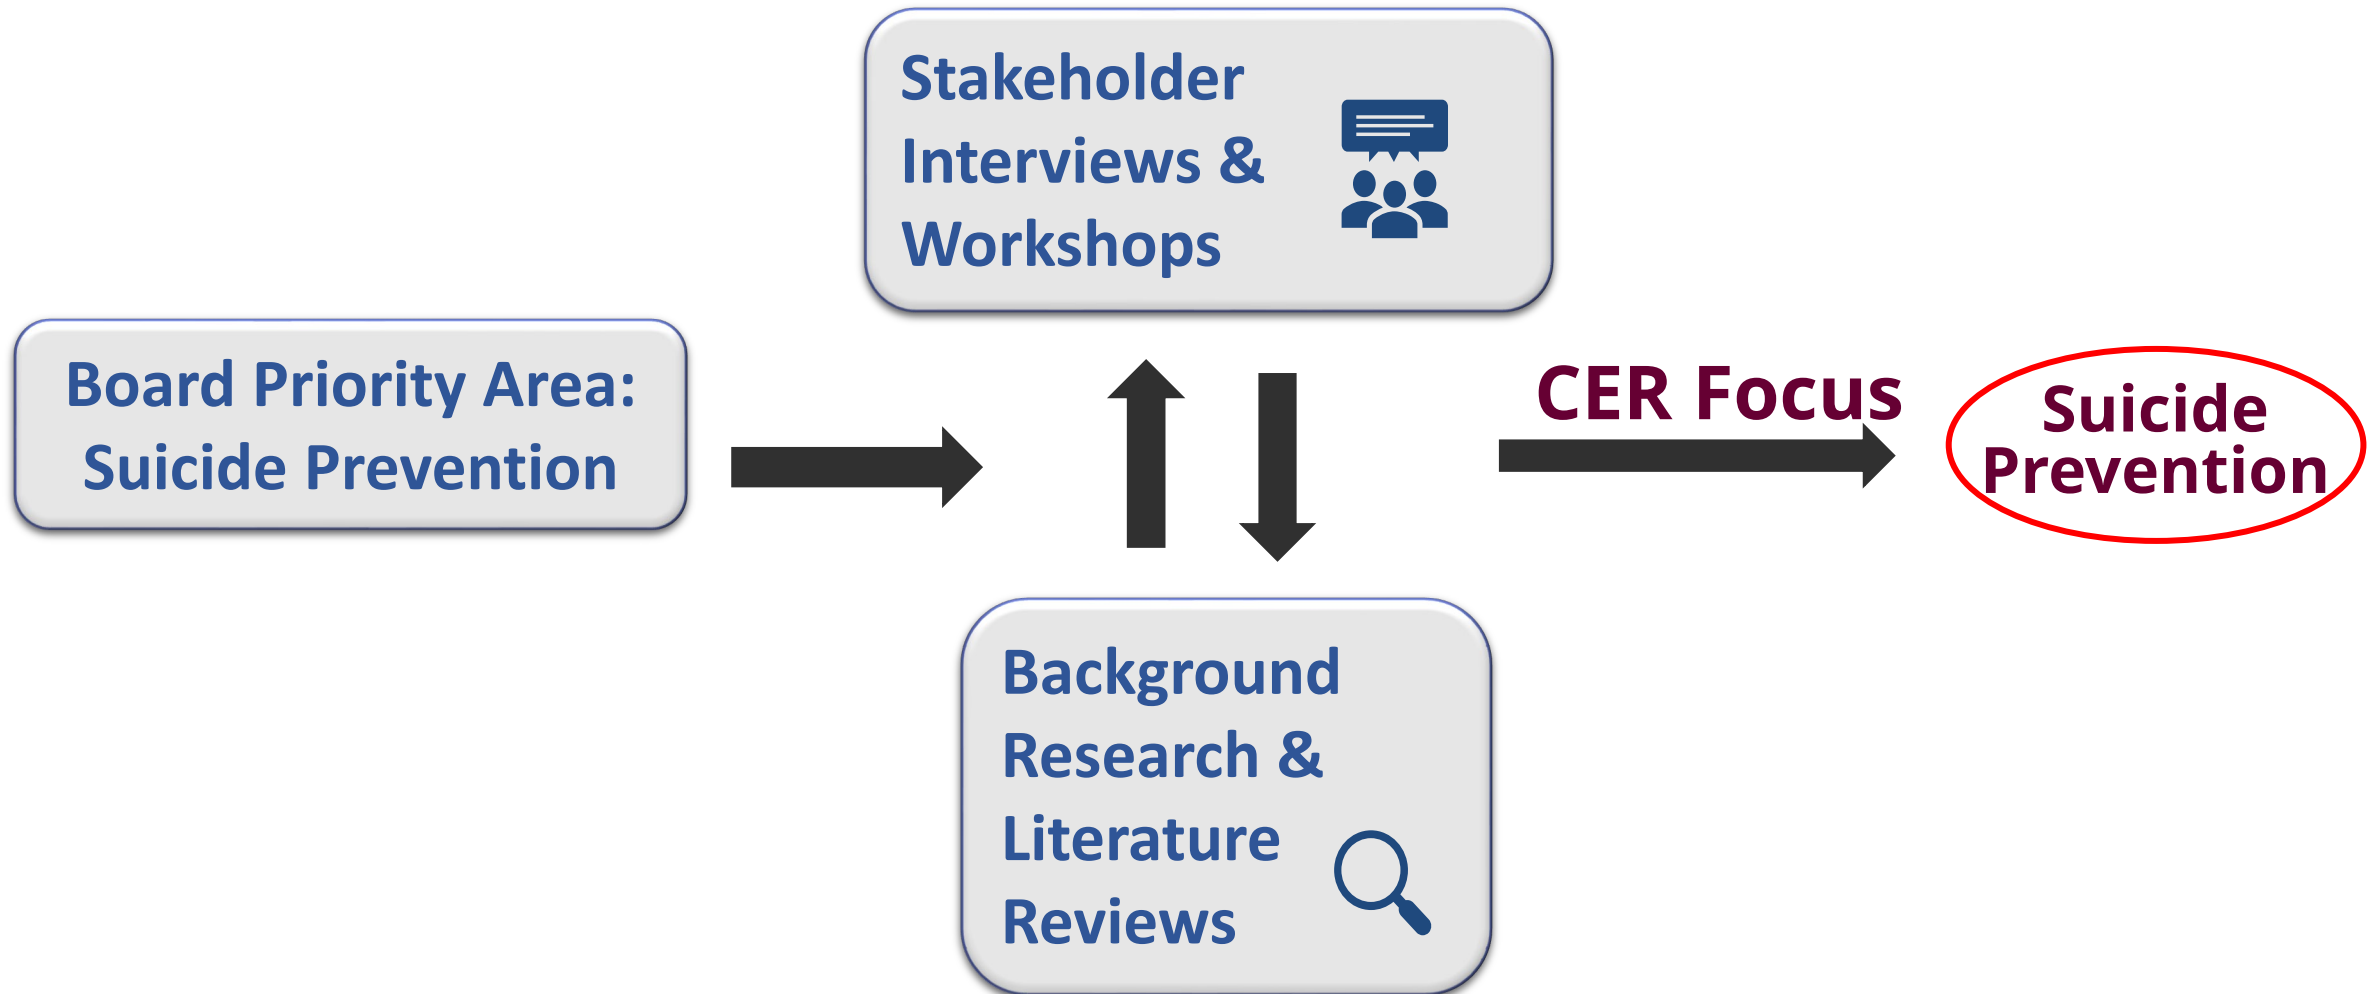 Stakeholder
Interviews &
Workshops
Board Priority Area:
Suicide Prevention
CER Focus
Suicide
Prevention
Background
Research &
Literature
Reviews